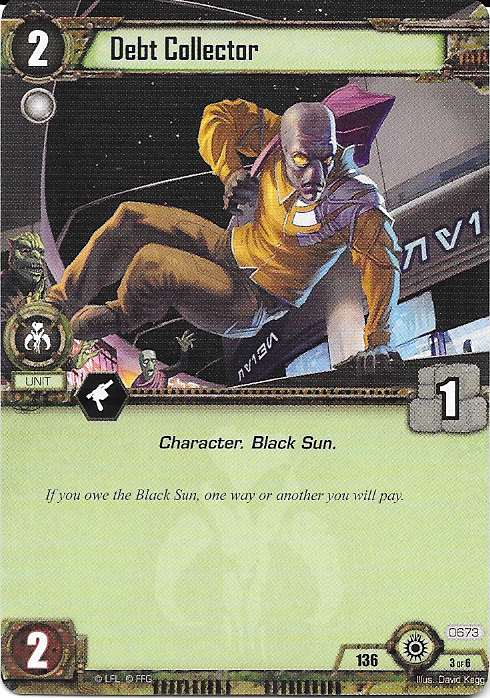 2
Debt Collector
UNIT
1
Character. Black Sun.
If you owe the Black Sun, one way or another you will pay.
0673
2
136
3 OF 6
© LFL © FFG
Illus. David Kegg